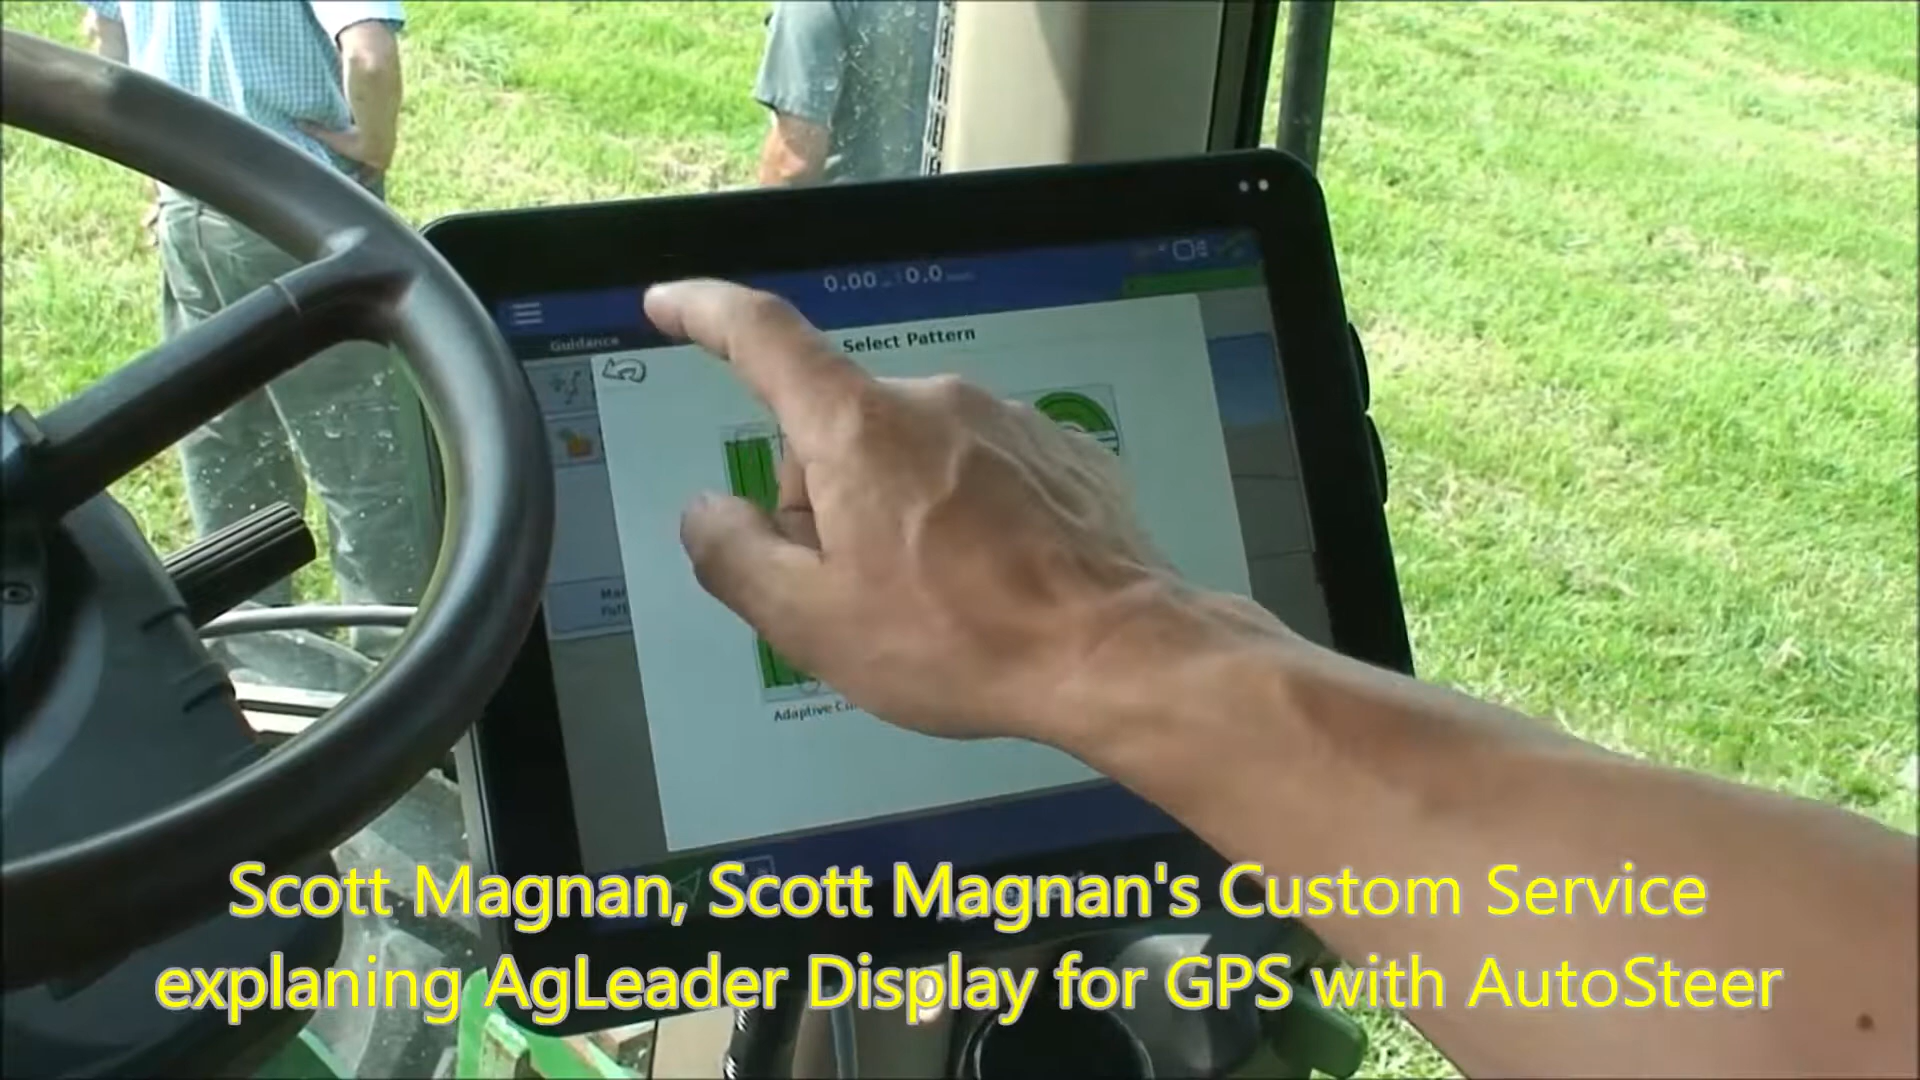 0.00 0.0
Guidance
Select Pattern
Adaptive
Scott Magnan, Scott Magnan's Custom Service
explaning AgLeader Display for GPS with AutoSteer